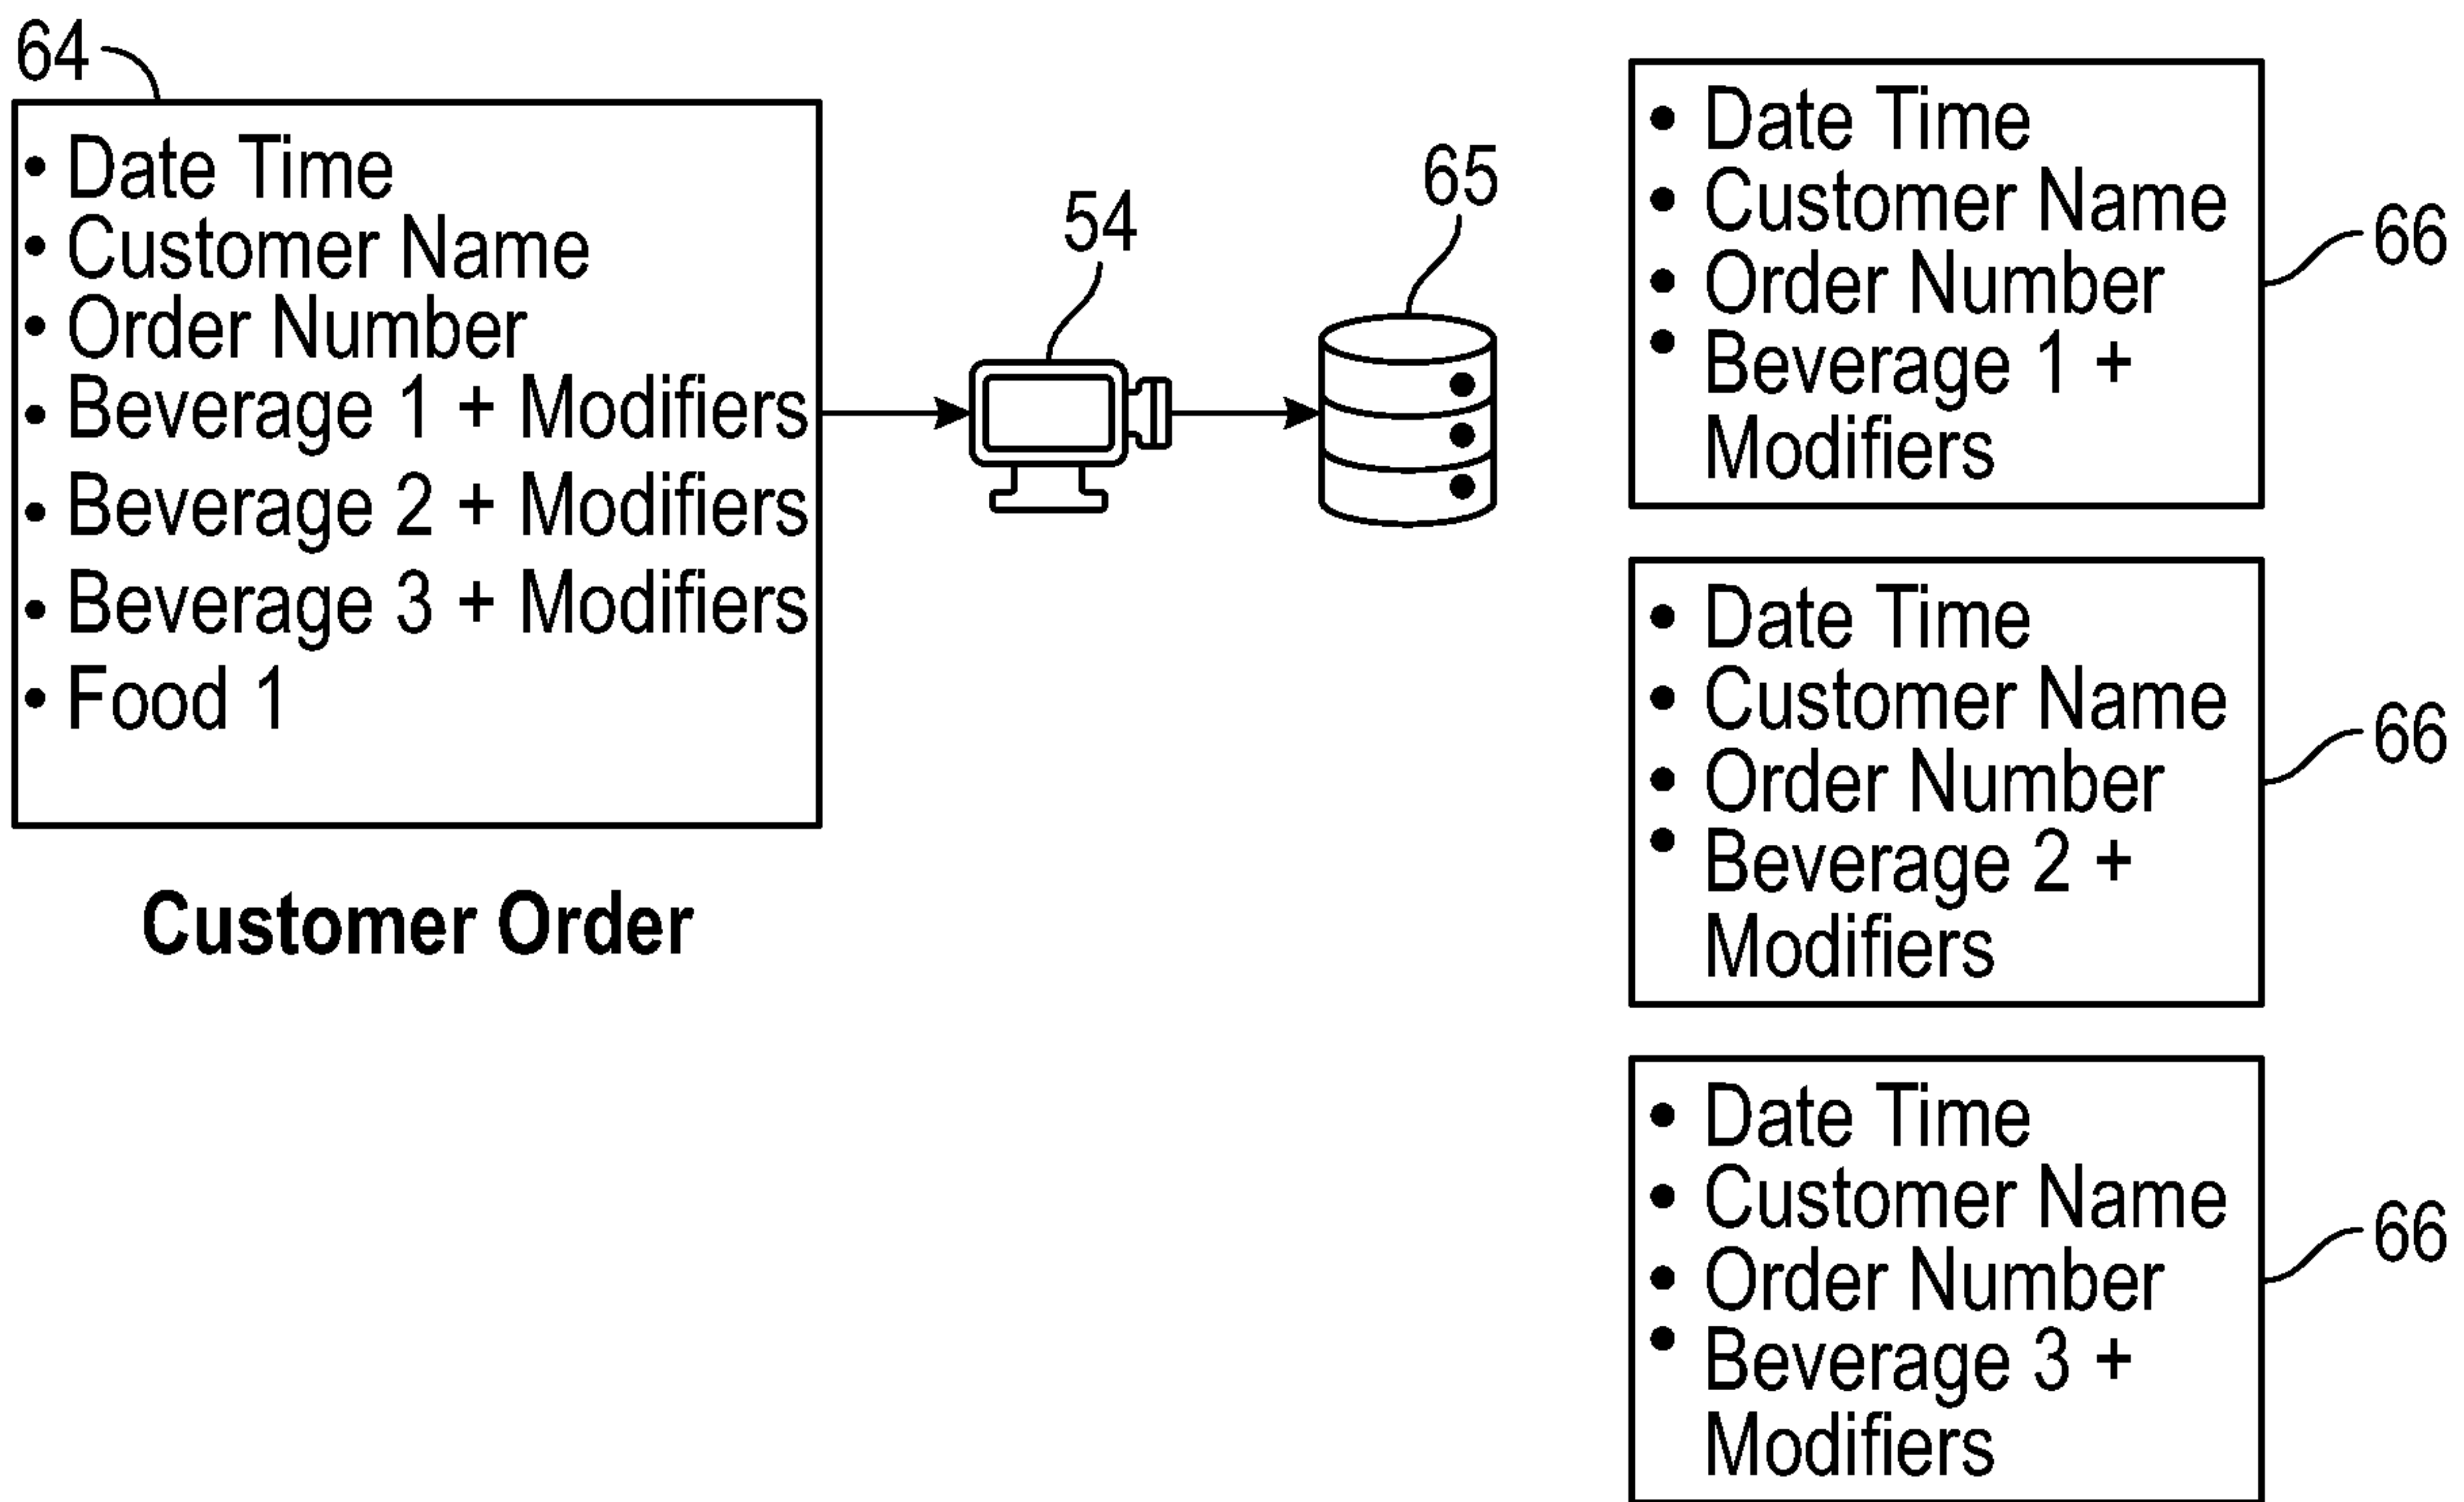 64
• Date Time
• Customer Name
• Order Number
• Beverage 1 + Modifiers
• Beverage 2 + Modifiers
• Beverage 3 + Modifiers
• Food 1
Customer Order
54
65
• Date Time
• Customer Name
• Order Number
• Beverage 1 +
Modifiers
66
• Date Time
• Customer Name
• Order Number
• Beverage 2 +
Modifiers
66
• Date Time
• Customer Name
• Order Number
• Beverage 3 +
Modifiers
66